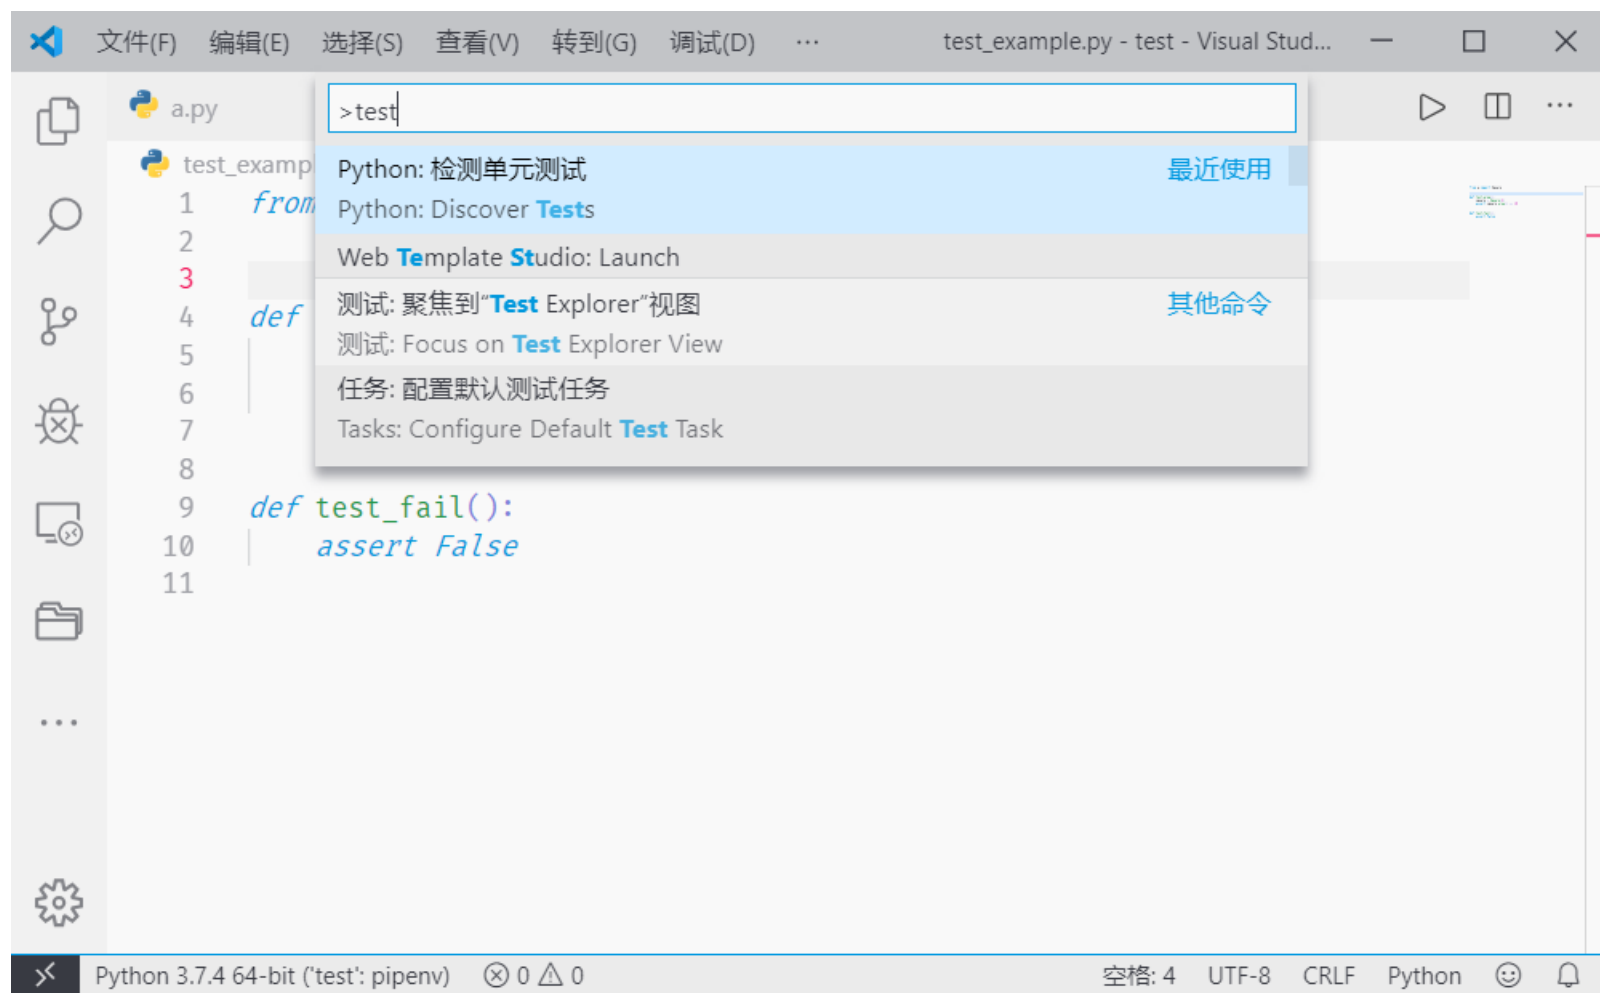 文件(F) 编辑(E) 选择(S) 查看(V) 转到(G) 调试(D) ··· test_example.py - test - Visual Stud...
a.py
>test
test_examp
Python: 检测单元测试 最近使用
Python: Discover Tests
Web Template Studio: Launch
测试: 聚焦到“Test Explorer”视图 其他命令
测试: Focus on Test Explorer View
任务: 配置默认测试任务
Tasks: Configure Default Test Task
1 from
2
3
4 def
5
6
7
8
9 def test_fail():
10 assert False
11
Python 3.7.4 64-bit ('test': pipenv) 0 0 空格: 4 UTF-8 CRLF Python